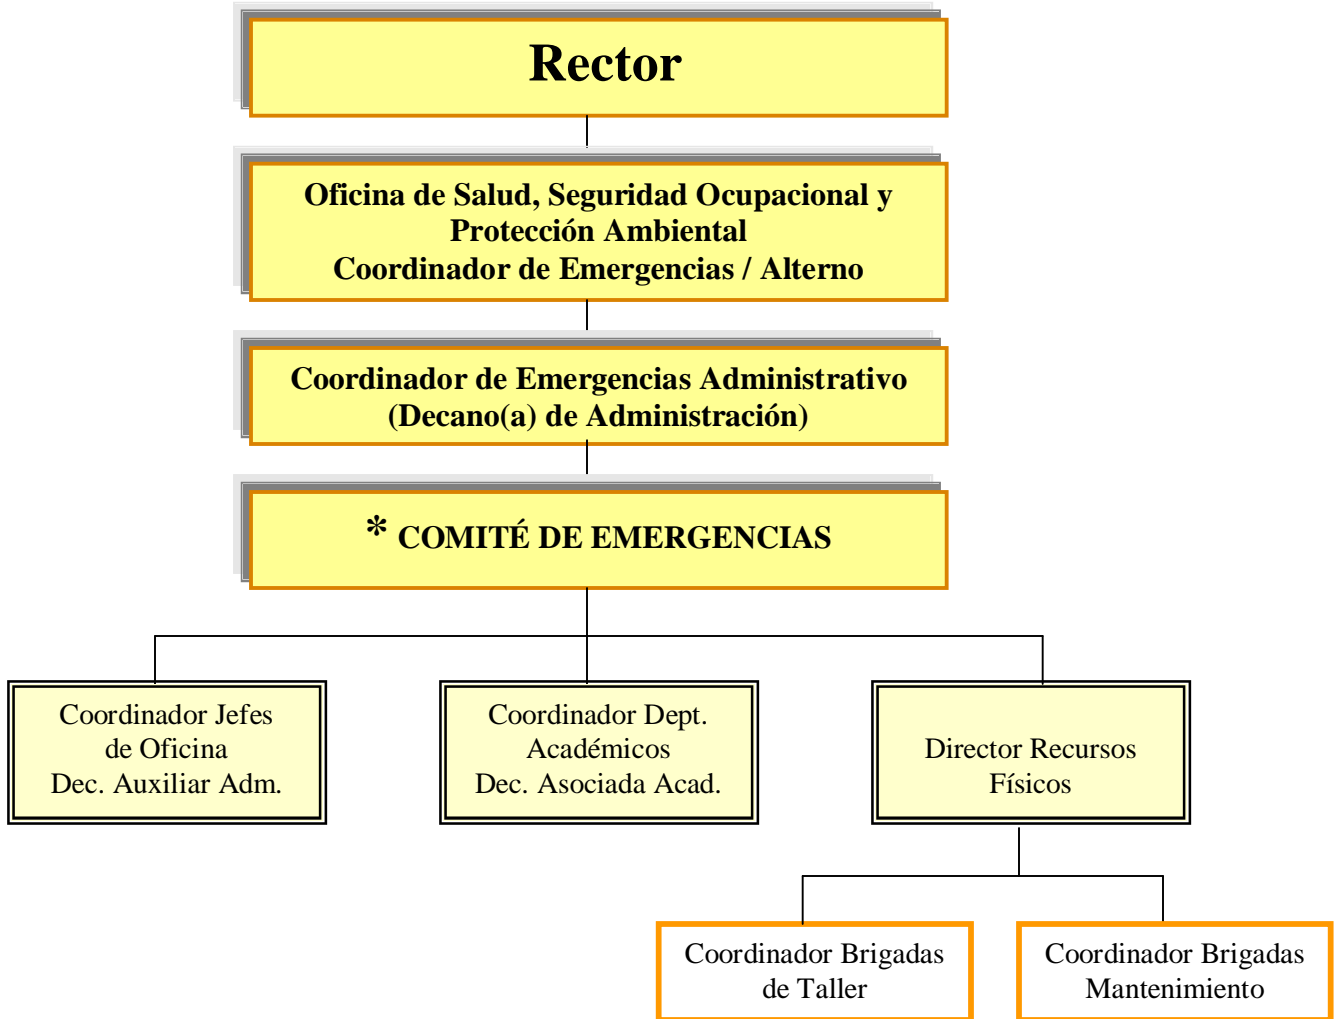 Rector
Oficina de Salud, Seguridad Ocupacional y
Protección Ambiental
Coordinador de Emergencias / Alterno
Coordinador de Emergencias Administrativo
(Decano(a) de Administración)
* COMITÉ DE EMERGENCIAS
Coordinador Jefes
de Oficina
Dec. Auxiliar Adm.
Coordinador Dept.
Académicos
Dec. Asociada Acad.
Director Recursos
Físicos
Coordinador Brigadas
de Taller
Coordinador Brigadas
Mantenimiento